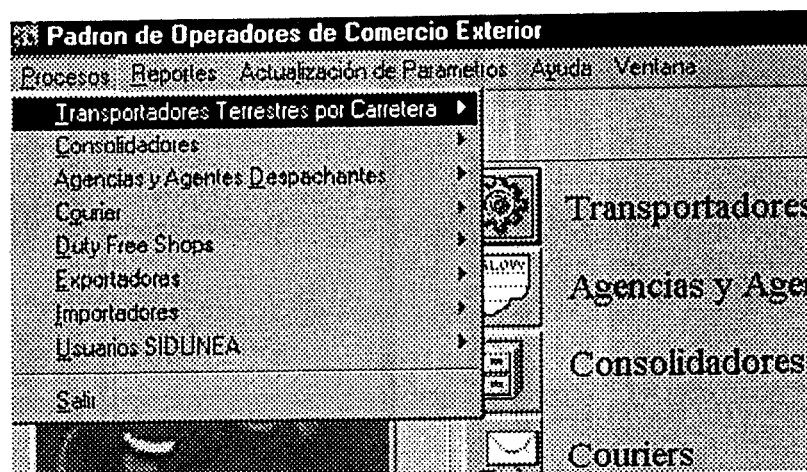 Padron de Operadores de Comercio Exterior
Procesos Reportes Actualización de Parametros Ayuda Ventana
Transportadores Terrestres por Carretera
Consolidadores
Agencias y Agentes Despachantes
Courier
Duty Free Shops
Exportadores
Importadores
Usuarios SIDUNEA
Salir
Transportadores
Agencias y Agen
Consolidadores
Couriers